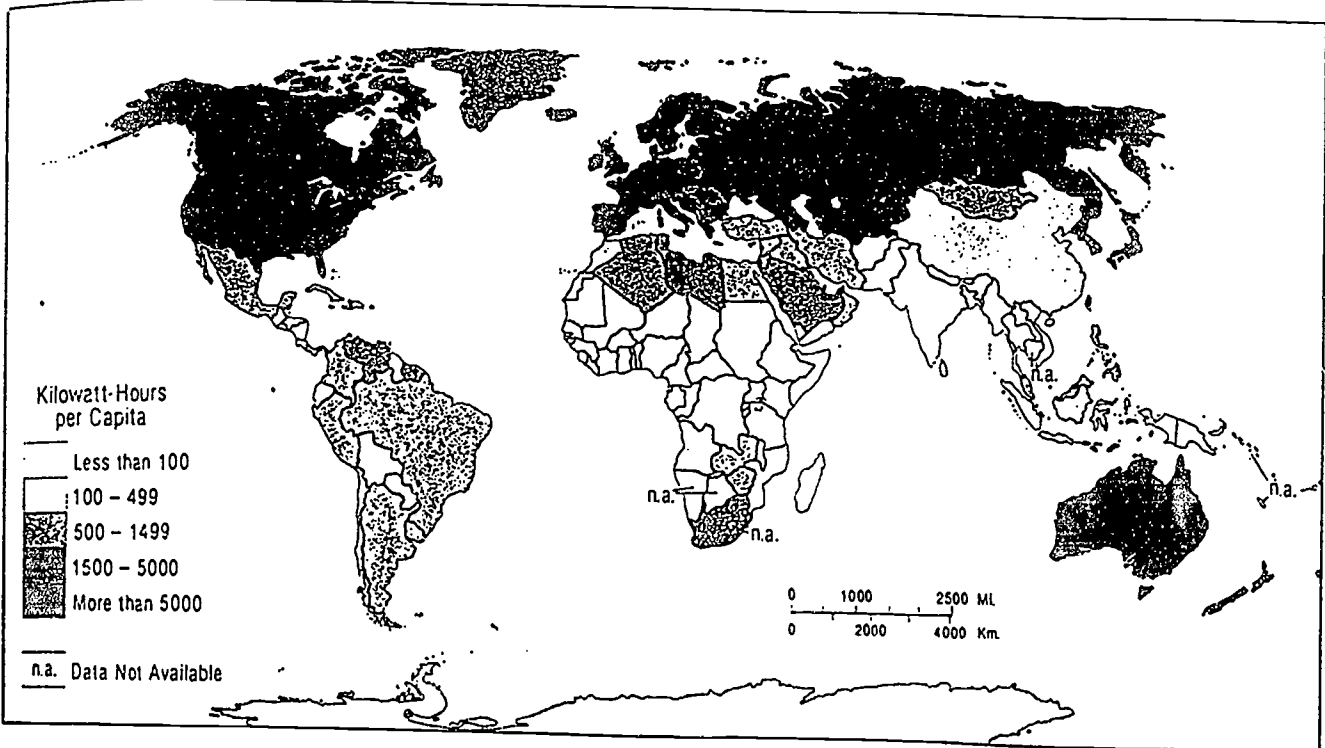 Kilowatt-Hours
per Capita
Less than 100
100 – 499
500 – 1499
1500 – 5000
More than 5000
n.a. Data Not Available
n.a.
n.a.
n.a.
n.a.
0 1000 2500 MI.
0 2000 4000 Km.